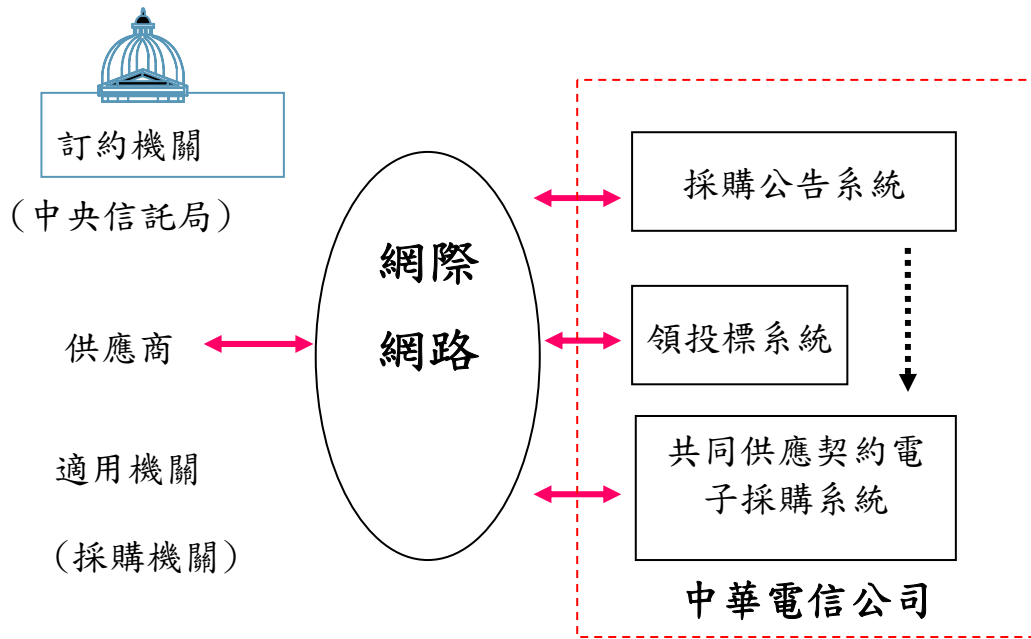 訂約機關
(中央信託局)
供應商
適用機關
(採購機關)
網際
網路
採購公告系統
領投標系統
共同供應契約電
子採購系統
中華電信公司